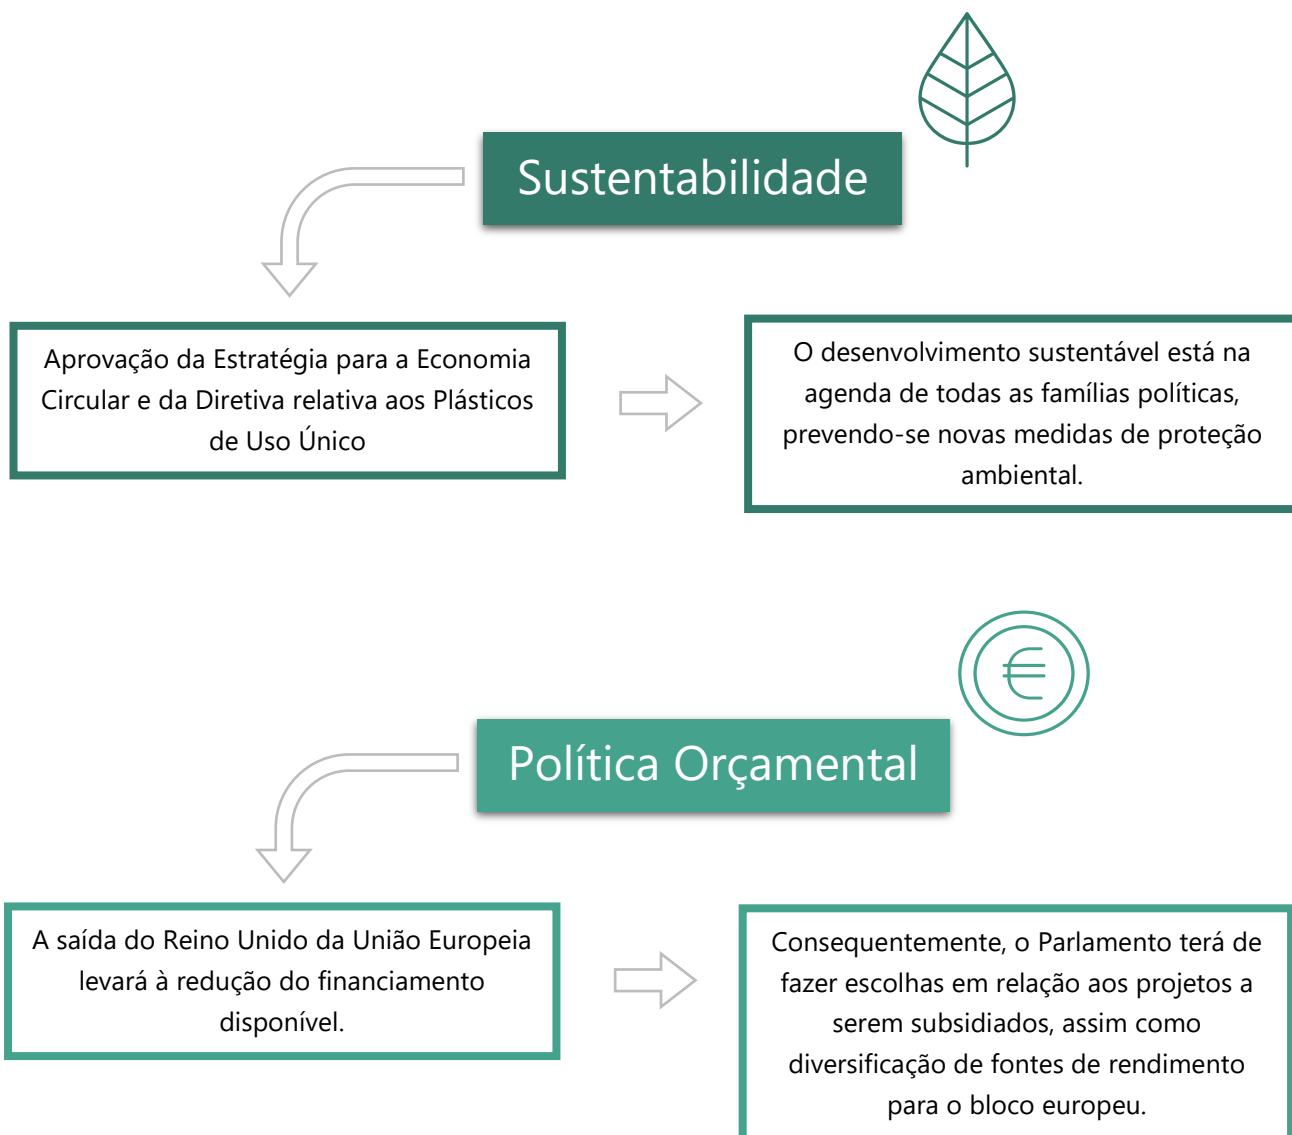 Sustentabilidade
Aprovação da Estratégia para a Economia
Circular e da Diretiva relativa aos Plásticos
de Uso Único
O desenvolvimento sustentável está na
agenda de todas as famílias políticas,
prevendo-se novas medidas de proteção
ambiental.
€
Política Orçamental
A saída do Reino Unido da União Europeia
levará à redução do financiamento
disponível.
Consequentemente, o Parlamento terá de
fazer escolhas em relação aos projetos a
serem subsidiados, assim como
diversificação de fontes de rendimento
para o bloco europeu.